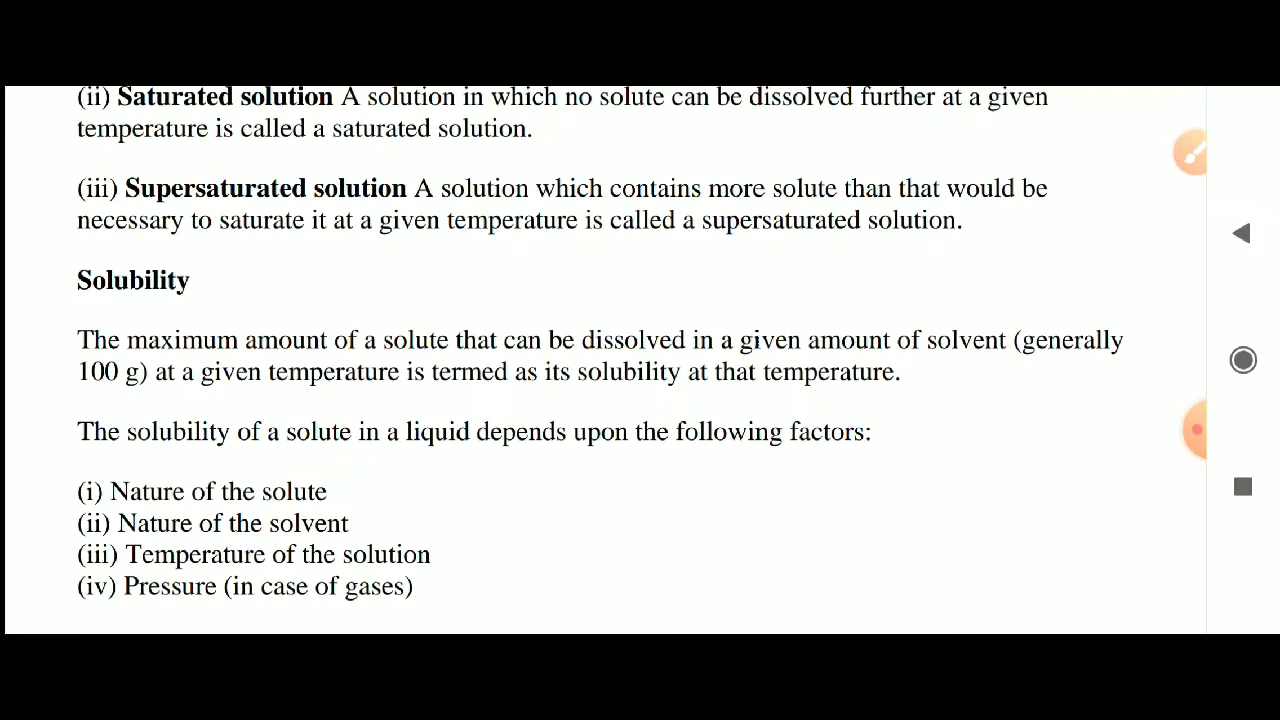 (ii) Saturated solution A solution in which no solute can be dissolved further at a given
temperature is called a saturated solution.
(iii) Supersaturated solution A solution which contains more solute than that would be
necessary to saturate it at a given temperature is called a supersaturated solution.
Solubility
The maximum amount of a solute that can be dissolved in a given amount of solvent (generally
100 g) at a given temperature is termed as its solubility at that temperature.
The solubility of a solute in a liquid depends upon the following factors:
(i) Nature of the solute
(ii) Nature of the solvent
(iii) Temperature of the solution
(iv) Pressure (in case of gases)